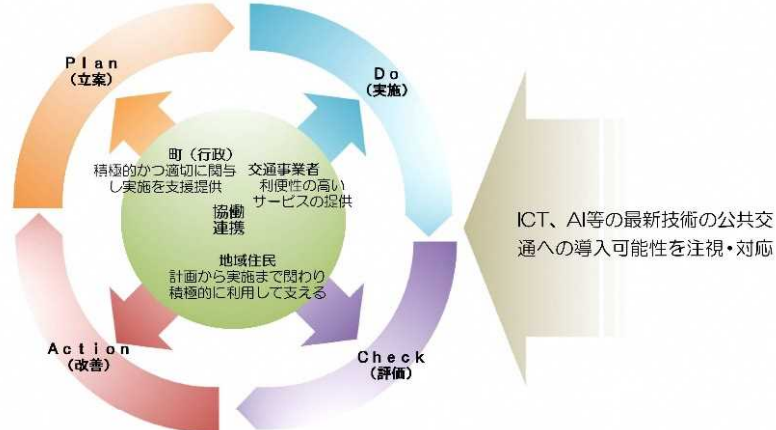 Plan
(立案)
Do
(実施)
町(行政)
積極的かつ適切に関与
し実施を支援提供
交通事業者
利便性の高い
サービスの提供
協働
連携
地域住民
計画から実施まで関わり
積極的に利用して支える
Action
(改善)
Check
(評価)
ICT、AI等の最新技術の公共交
通への導入可能性を注視・対応